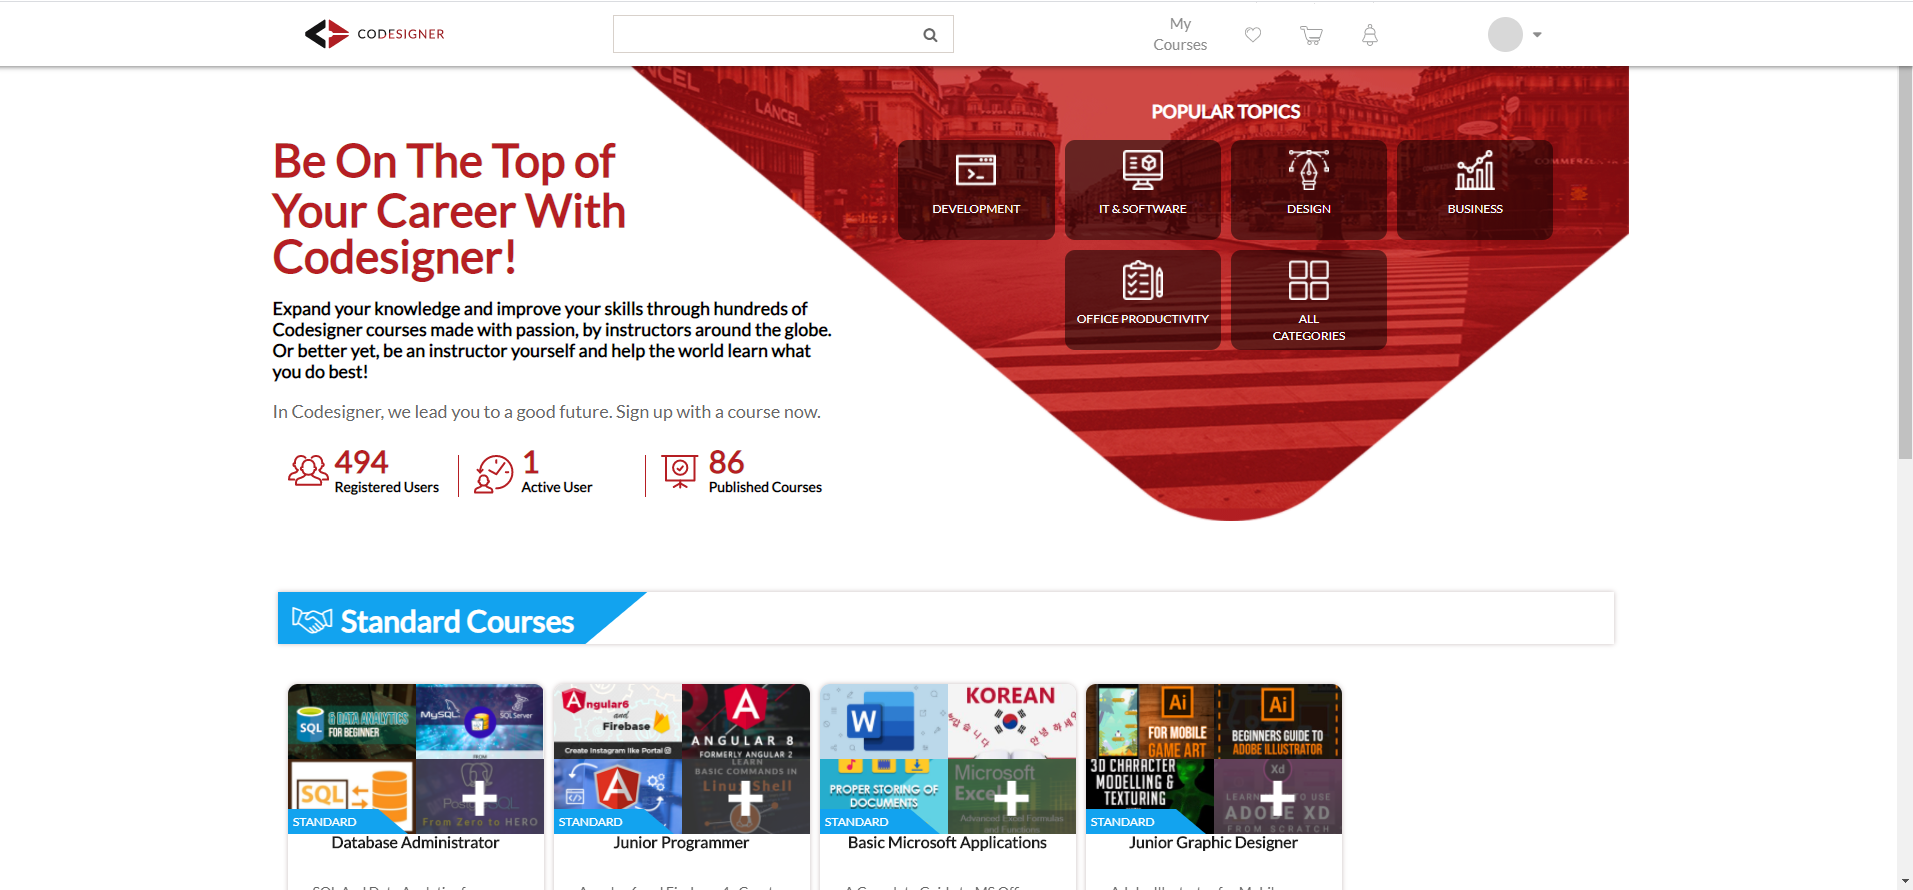 CODESIGNER
My
Courses
LANCEL
POPULAR TOPICS
DEVELOPMENT
IT & SOFTWARE
DESIGN
BUSINESS
OFFICE PRODUCTIVITY
ALL
CATEGORIES
Be On The Top of
Your Career With
Codesigner!
Expand your knowledge and improve your skills through hundreds of
Codesigner courses made with passion, by instructors around the globe.
Or better yet, be an instructor yourself and help the world learn what
you do best!
In Codesigner, we lead you to a good future. Sign up with a course now.
494
Registered Users
1
Active User
86
Published Courses
Standard Courses
SQL
& DATA ANALYTICS
FOR BEGINNER
MySQL
SQL Server
FROM
SQL
PostgreSQL
From Zero to HERO
STANDARD
Database Administrator
Angular6
and
Firebase
Create Instagram like Portal
ANGULAR 8
FORMERLY ANGULAR 2
LEARN
BASIC COMMANDS IN
Linux Shell
STANDARD
Junior Programmer
W
KOREAN
PROPER STORING OF
DOCUMENTS
Microsoft
Excel
Advanced Excel Formulas
and Functions
STANDARD
Basic Microsoft Applications
Ai
FOR MOBILE
GAME ART
Ai
BEGINNERS GUIDE TO
ADOBE ILLUSTRATOR
3D CHARACTER
MODELLING &
TEXTURING
Xd
LEARN TO USE
ADOBE XD
FROM SCRATCH
STANDARD
Junior Graphic Designer